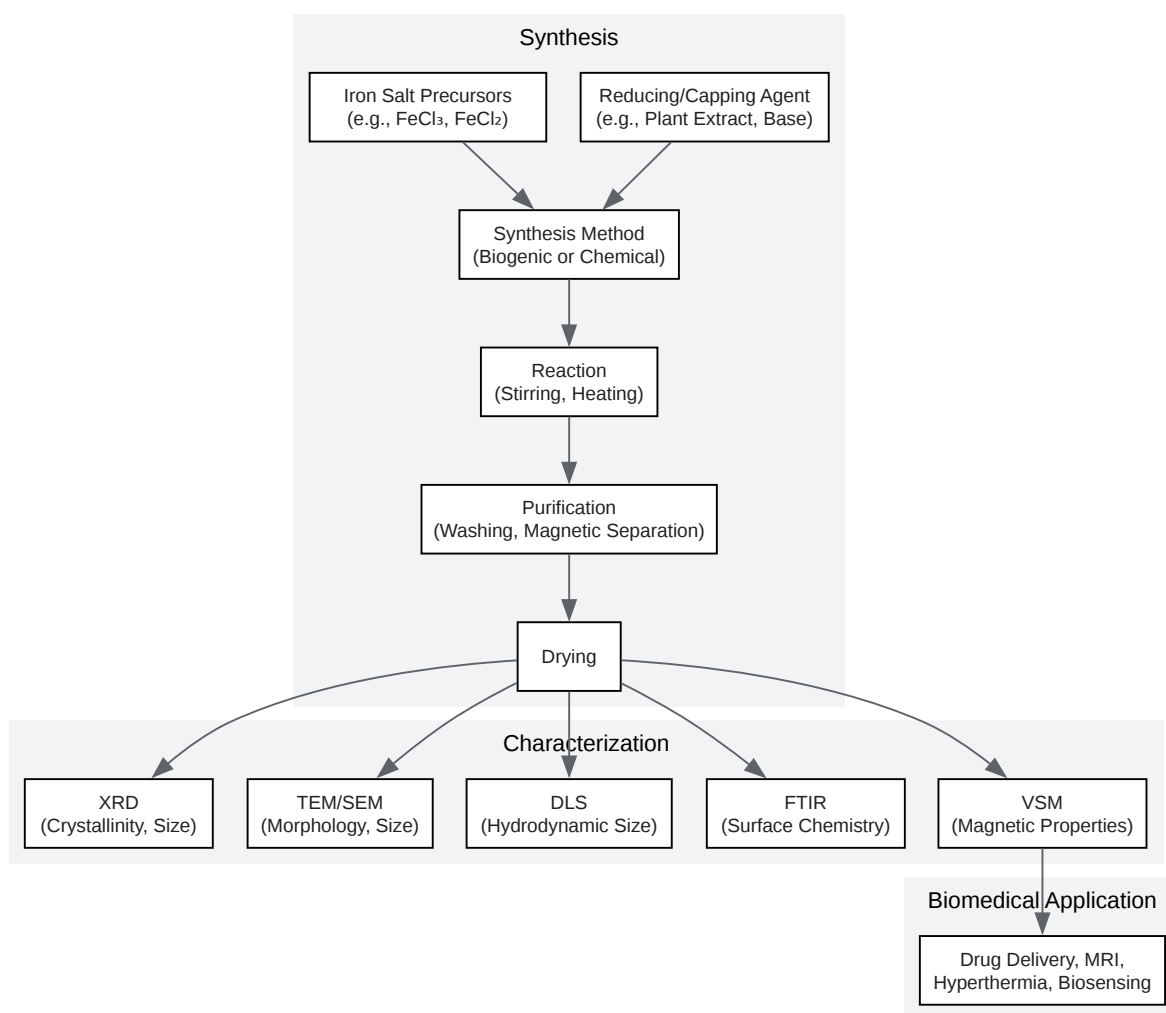 Synthesis
Iron Salt Precursors
(e.g., FeCl₃, FeCl₂)
Reducing/Capping Agent
(e.g., Plant Extract, Base)
Synthesis Method
(Biogenic or Chemical)
Reaction
(Stirring, Heating)
Purification
(Washing, Magnetic Separation)
Drying
Characterization
XRD
(Crystallinity, Size)
TEM/SEM
(Morphology, Size)
DLS
(Hydrodynamic Size)
FTIR
(Surface Chemistry)
VSM
(Magnetic Properties)
Biomedical Application
Drug Delivery, MRI,
Hyperthermia, Biosensing